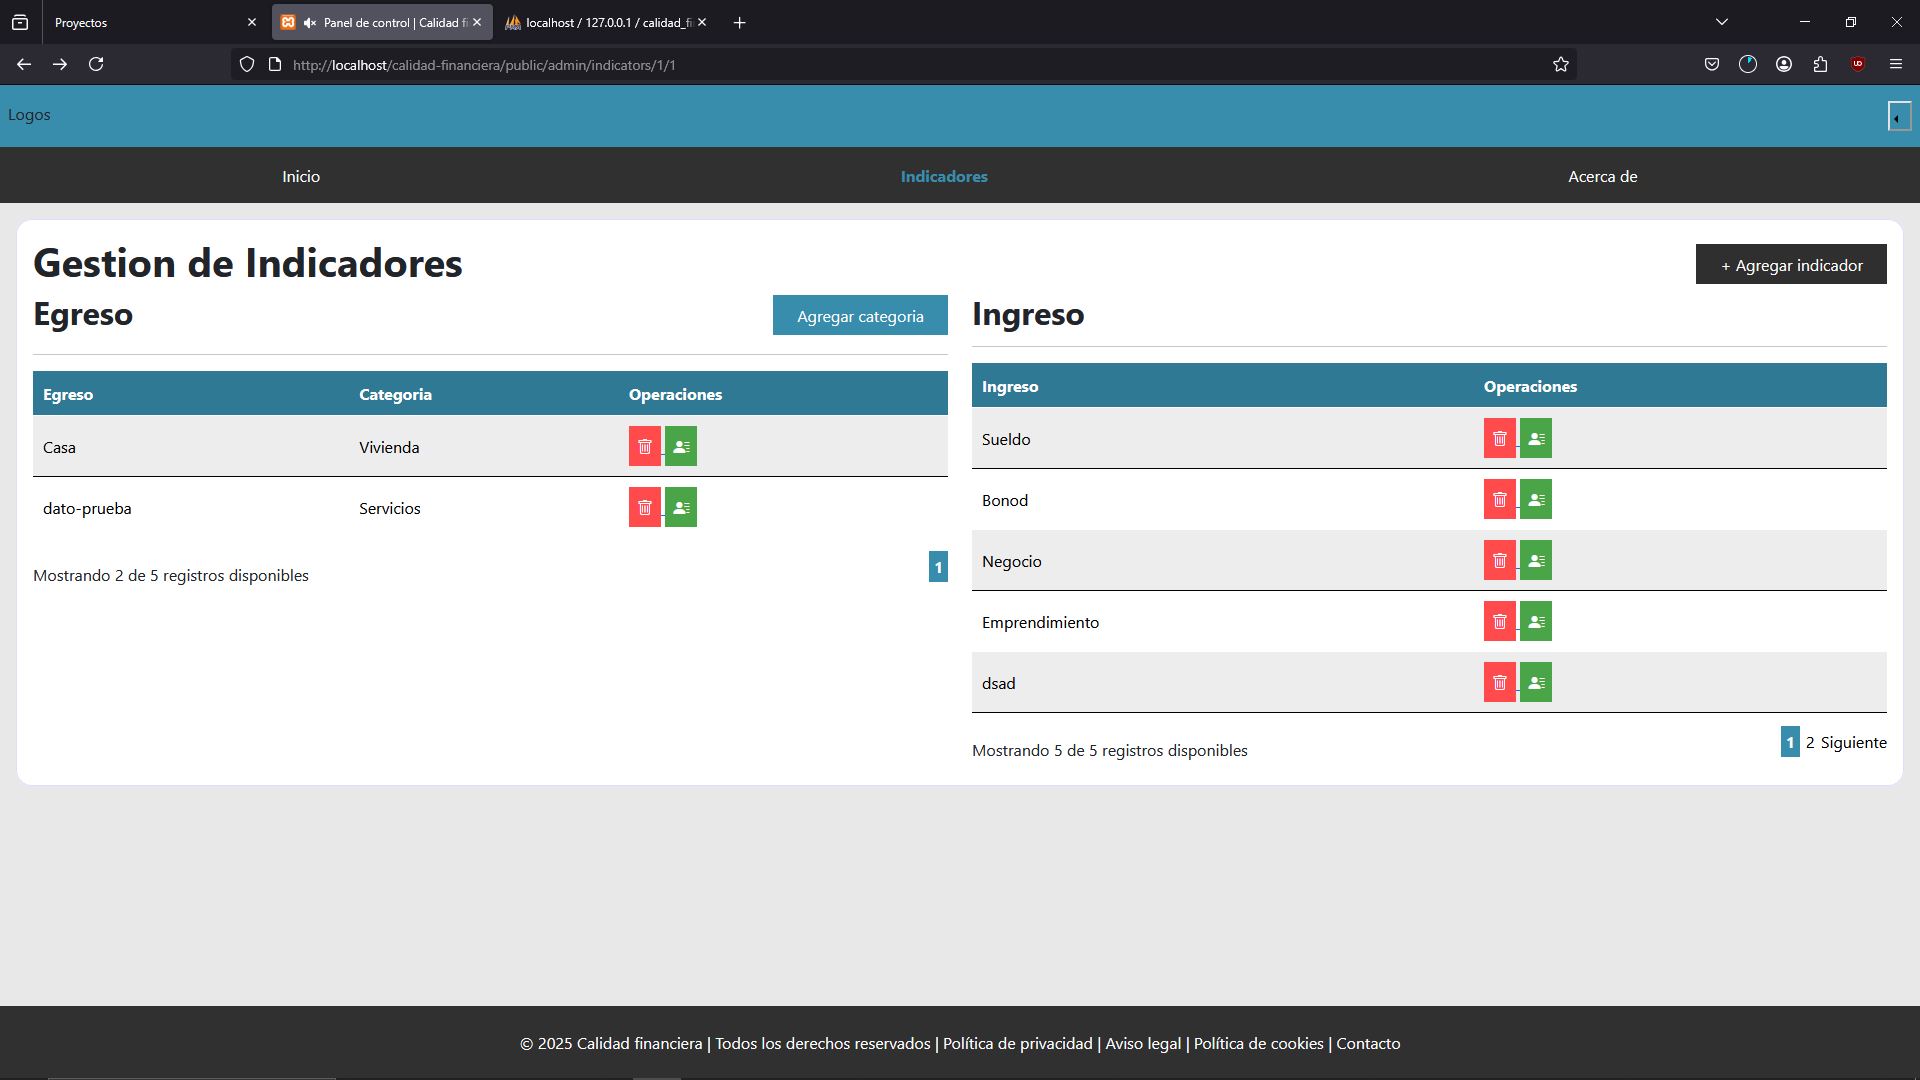 Proyectos
Panel de control | Calidad fi
localhost / 127.0.0.1 / calidad_fi
http://localhost/calidad-financiera/public/admin/indicators/1/1
Logos
Inicio
Indicadores
Acerca de
Gestion de Indicadores
+ Agregar indicador
Egreso
Agregar categoria
Egreso
Categoria
Operaciones
Casa
Vivienda
dato-prueba
Servicios
Mostrando 2 de 5 registros disponibles
1
Ingreso
Ingreso
Operaciones
Sueldo
Bonod
Negocio
Emprendimiento
dsad
Mostrando 5 de 5 registros disponibles
1 2 Siguiente
© 2025 Calidad financiera | Todos los derechos reservados | Política de privacidad | Aviso legal | Política de cookies | Contacto